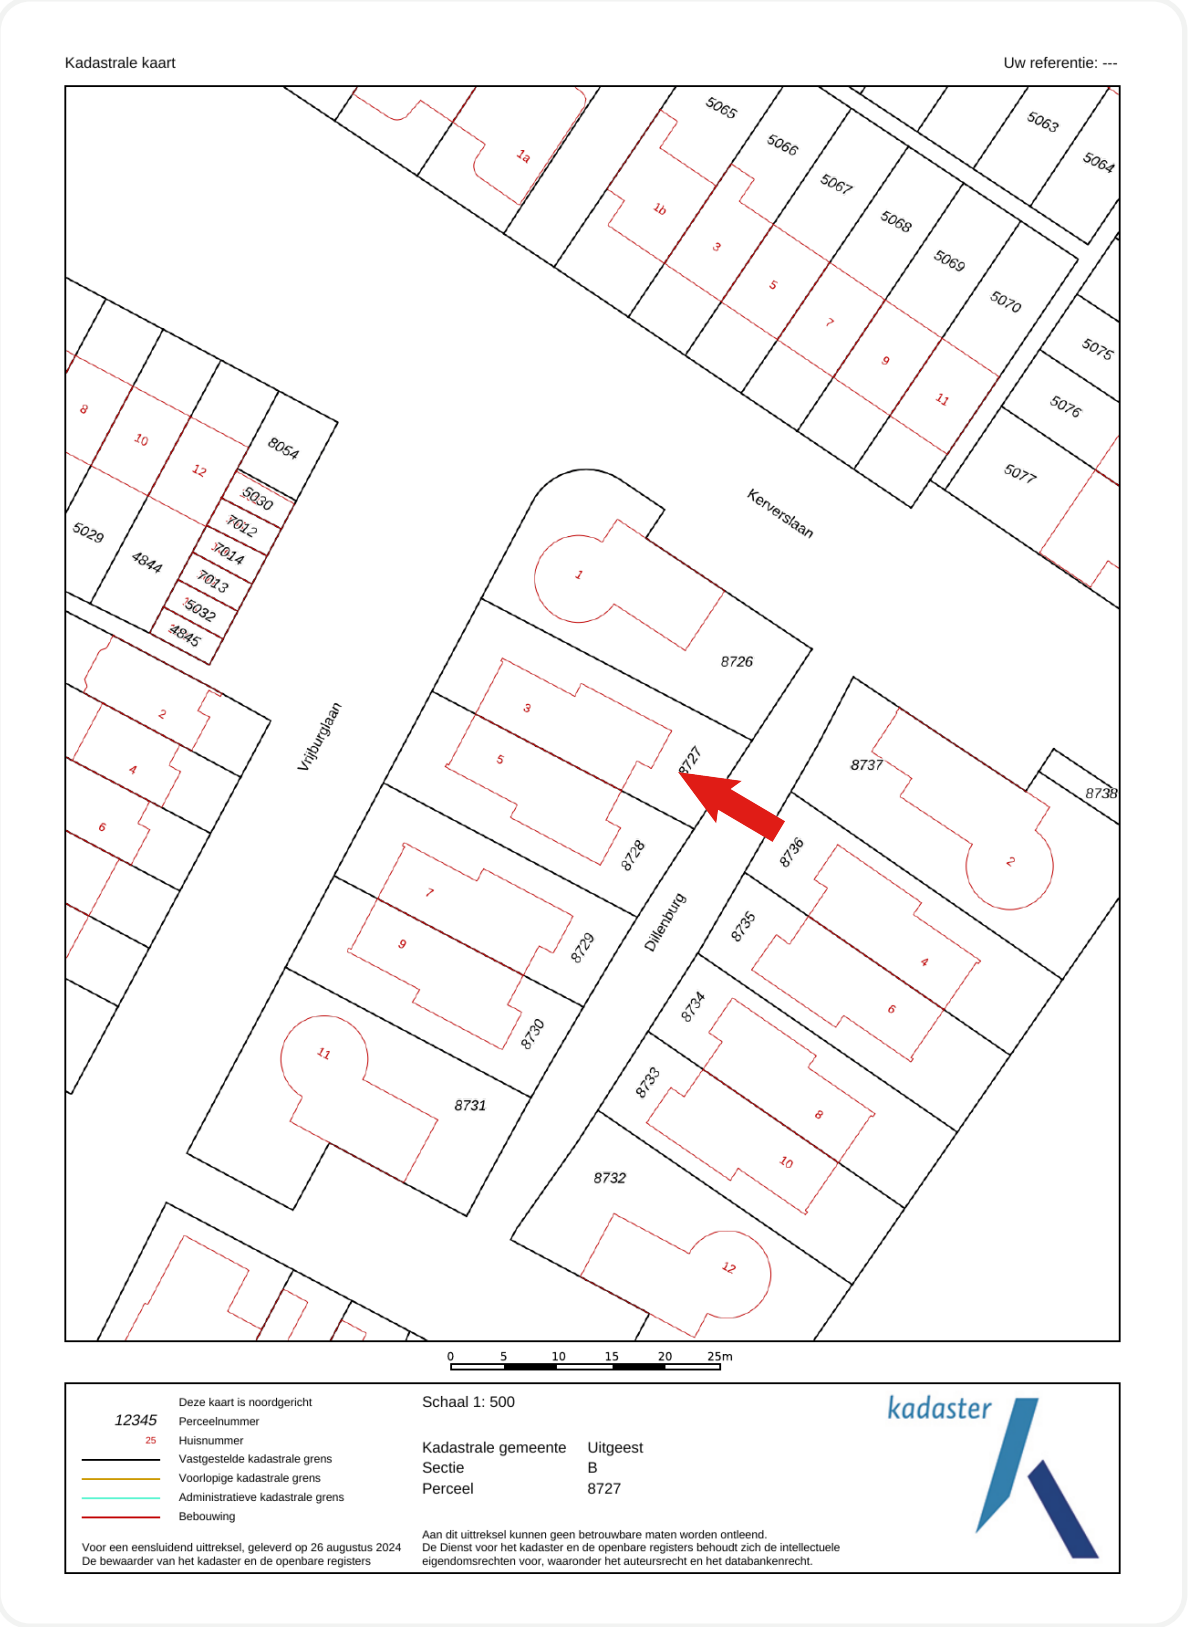 Kadastrale kaart
Uw referentie: ---
5065
5063
5066
5064
1a
5067
1b
5068
3
5069
5
5070
7
5075
9
11
5076
8
10
8054
12
5077
5030
7012
Kerverslaan
5029
7014
4844
7013
1
5032
4845
8726
2
3
Vrijburglaan
4
5
8727
8737
8738
6
8728
8736
2
7
8735
Dillenburg
9
8729
4
8734
6
8730
11
8733
8731
8
10
8732
12
0 5 10 15 20 25m
Deze kaart is noordgericht
12345 Perceelnummer
25 Huisnummer
Vastgestelde kadastrale grens
Voorlopige kadastrale grens
Administratieve kadastrale grens
Bebouwing
Voor een eensluidend uittreksel, geleverd op 26 augustus 2024
De bewaarder van het kadaster en de openbare registers
Schaal 1: 500
Kadastrale gemeente Uitgeest
Sectie B
Perceel 8727
Aan dit uittreksel kunnen geen betrouwbare maten worden ontleend.
De Dienst voor het kadaster en de openbare registers behoudt zich de intellectuele
eigendomsrechten voor, waaronder het auteursrecht en het databankenrecht.
kadaster